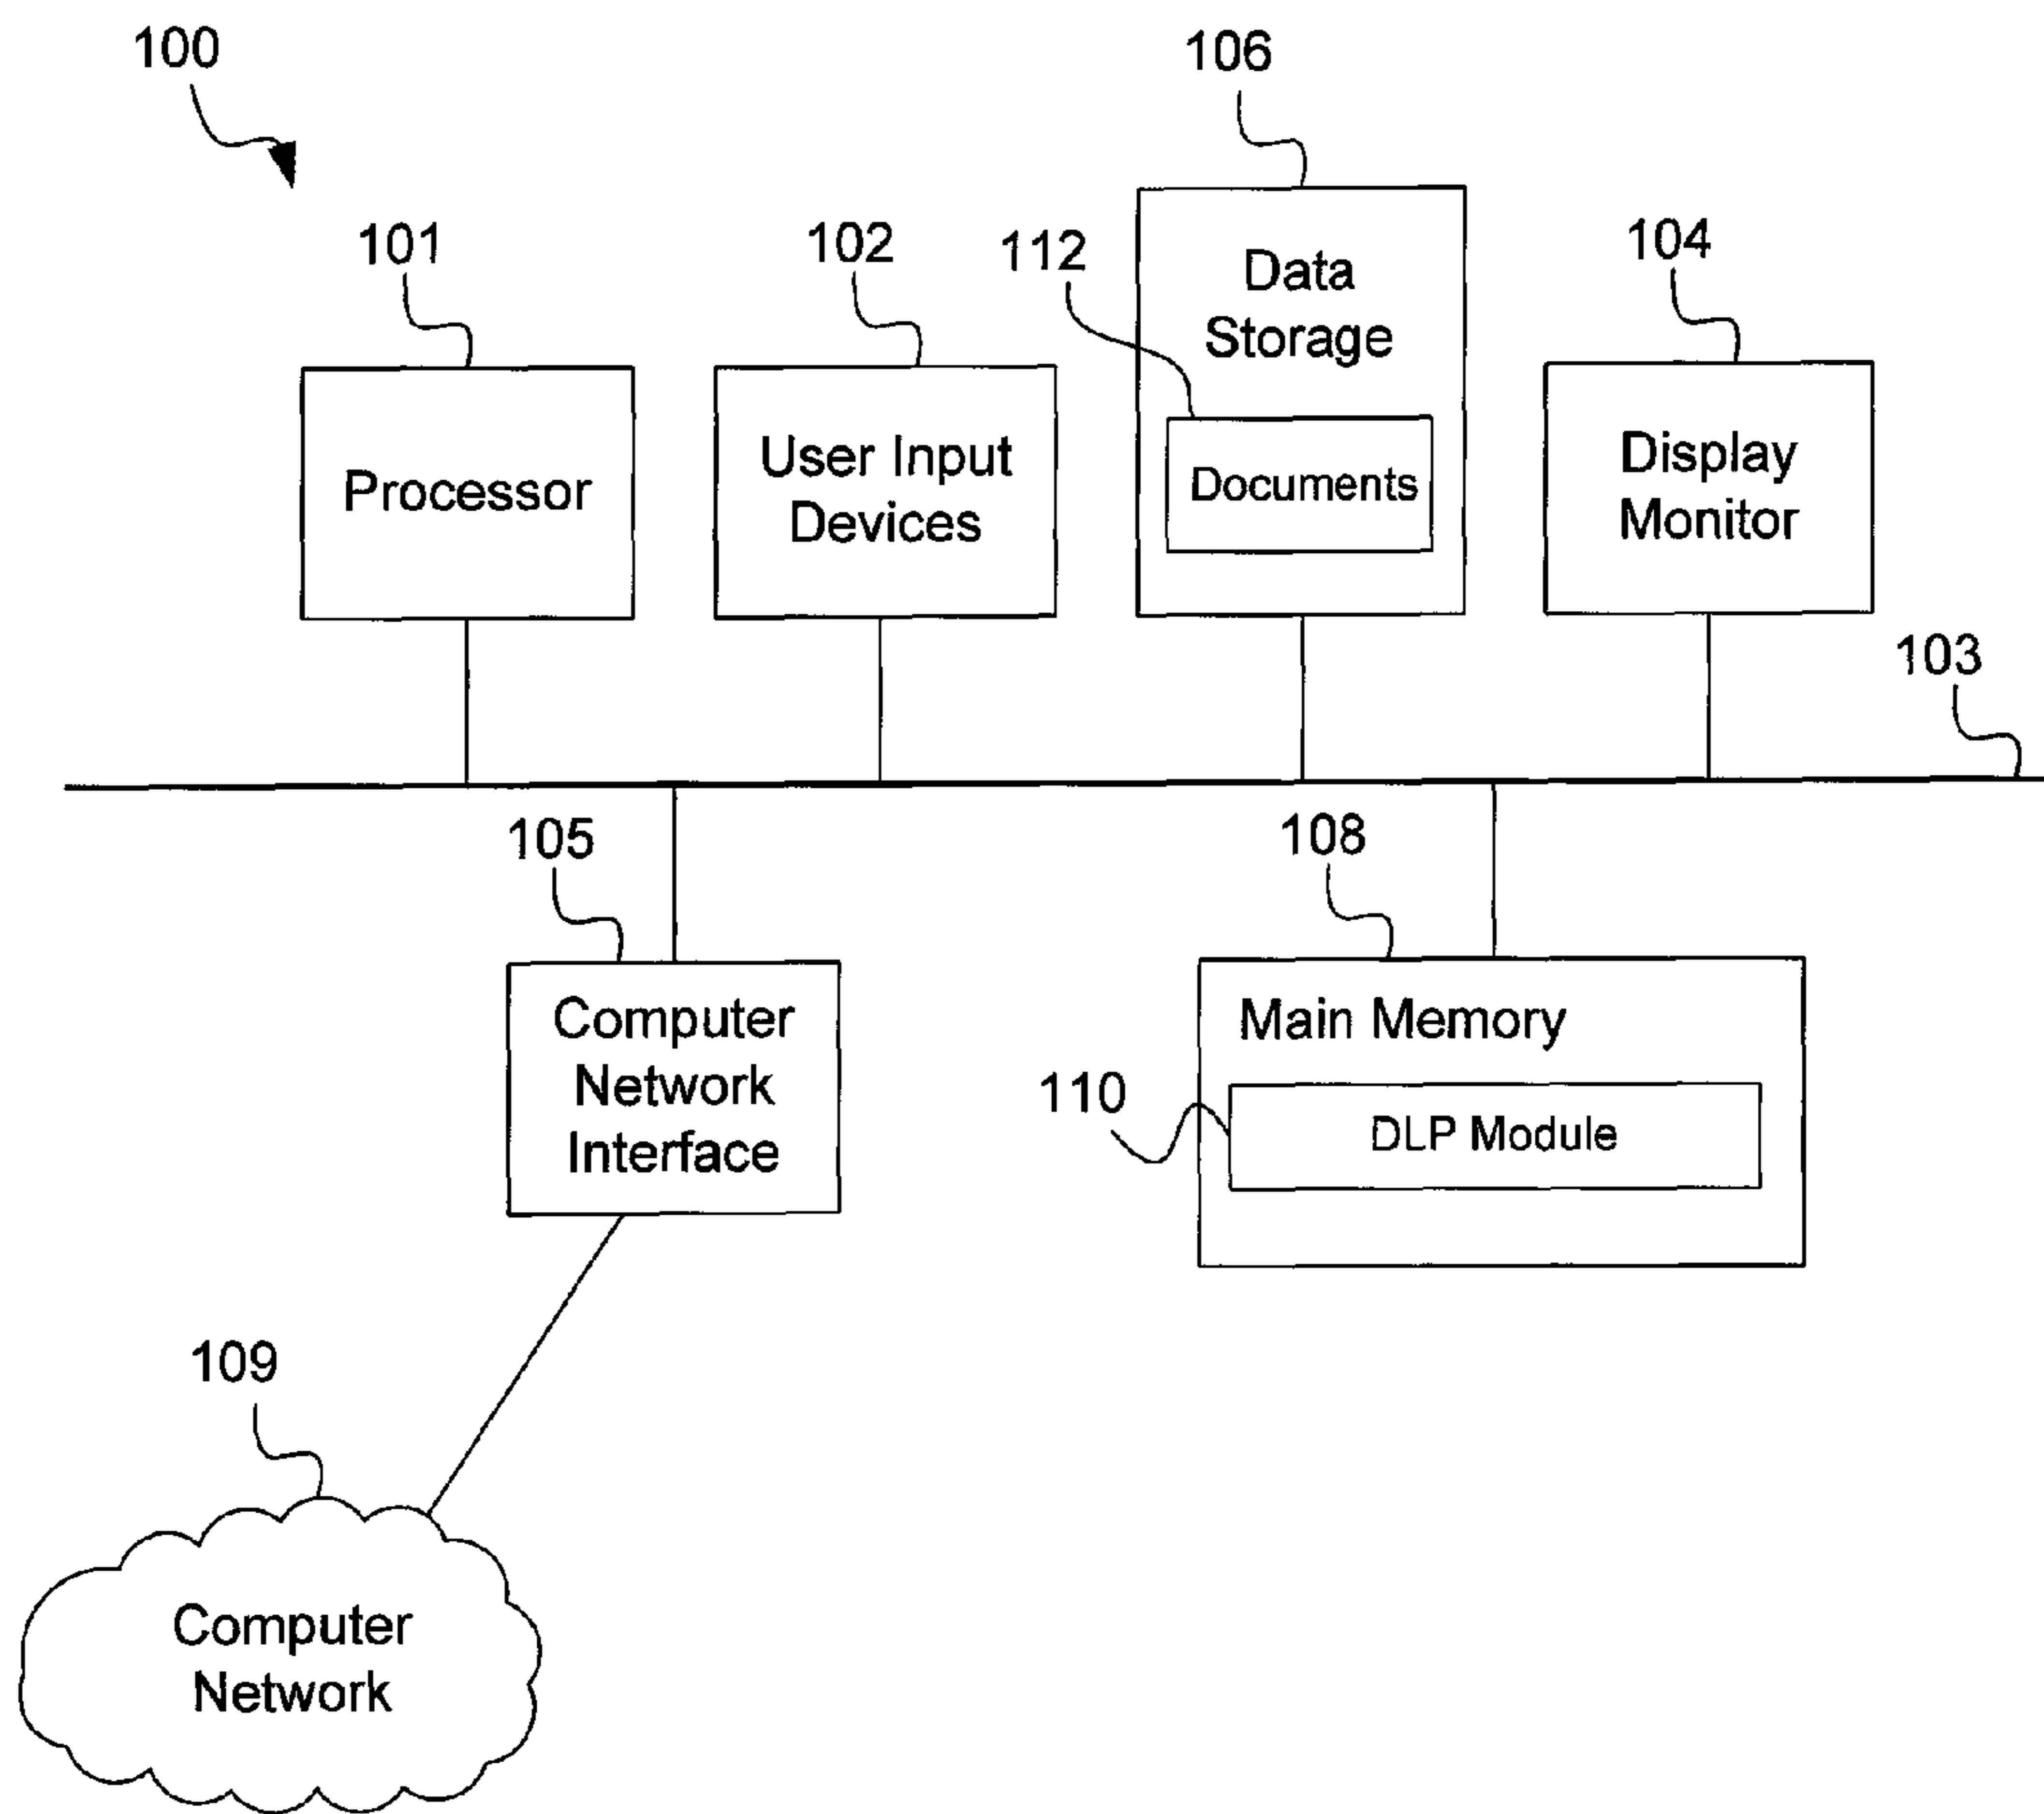 100
106
101
102
112
104
Data
Storage
Processor
User Input
Devices
Documents
Display
Monitor
103
105
108
Computer
Network
Interface
Main Memory
110
DLP Module
109
Computer
Network